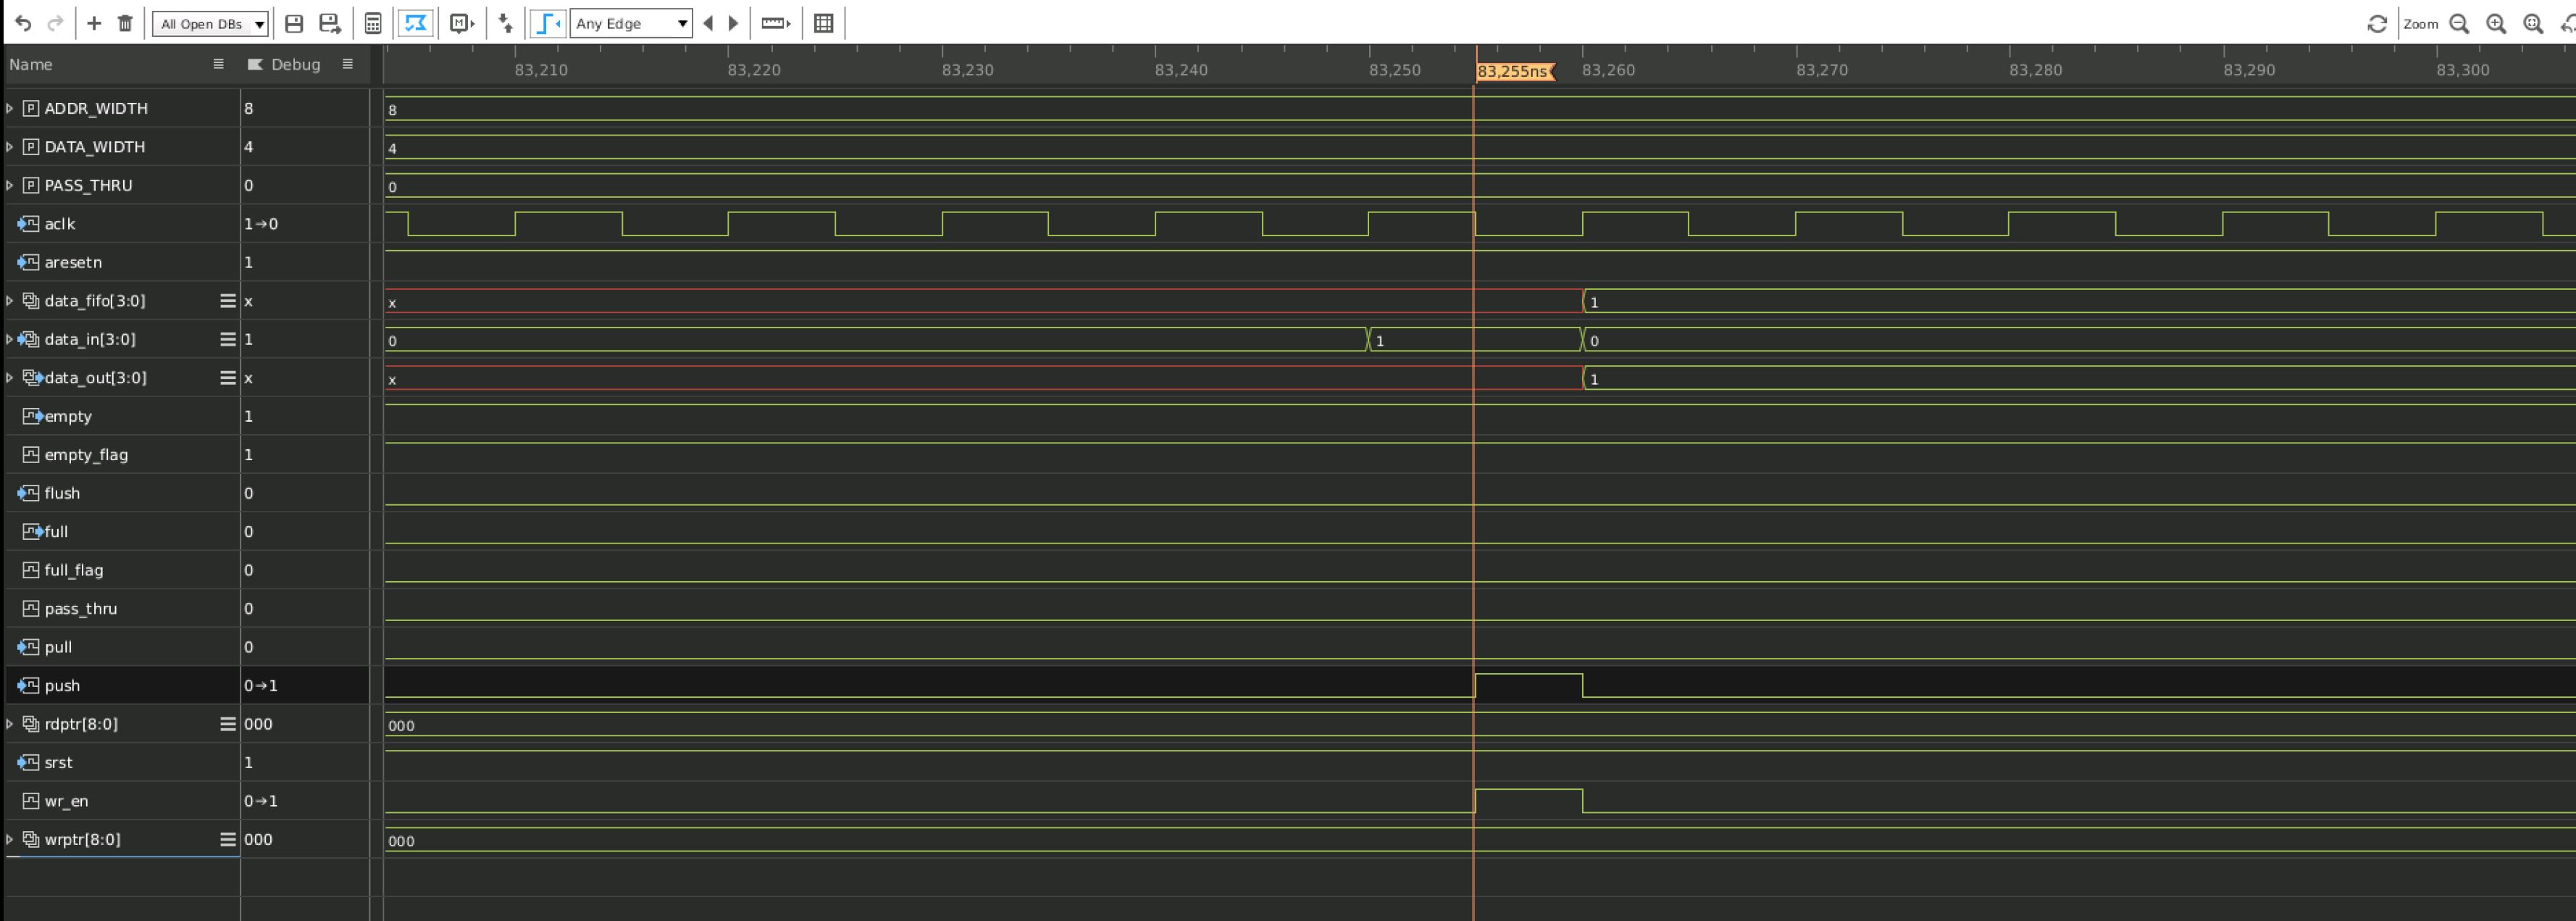 All Open DBs Any Edge Zoom
Name Debug 83,210 83,220 83,230 83,240 83,250 83,255ns 83,260 83,270 83,280 83,290 83,300
ADDR_WIDTH 8 8
DATA_WIDTH 4 4
PASS_THRU 0 0
aclk 1→0
aresetn 1
data_fifo[3:0] x x 1
data_in[3:0] 1 0 1 0
data_out[3:0] x x 1
empty 1
empty_flag 1
flush 0
full 0
full_flag 0
pass_thru 0
pull 0
push 0→1
rdptr[8:0] 000 000
srst 1
wr_en 0→1
wrptr[8:0] 000 000